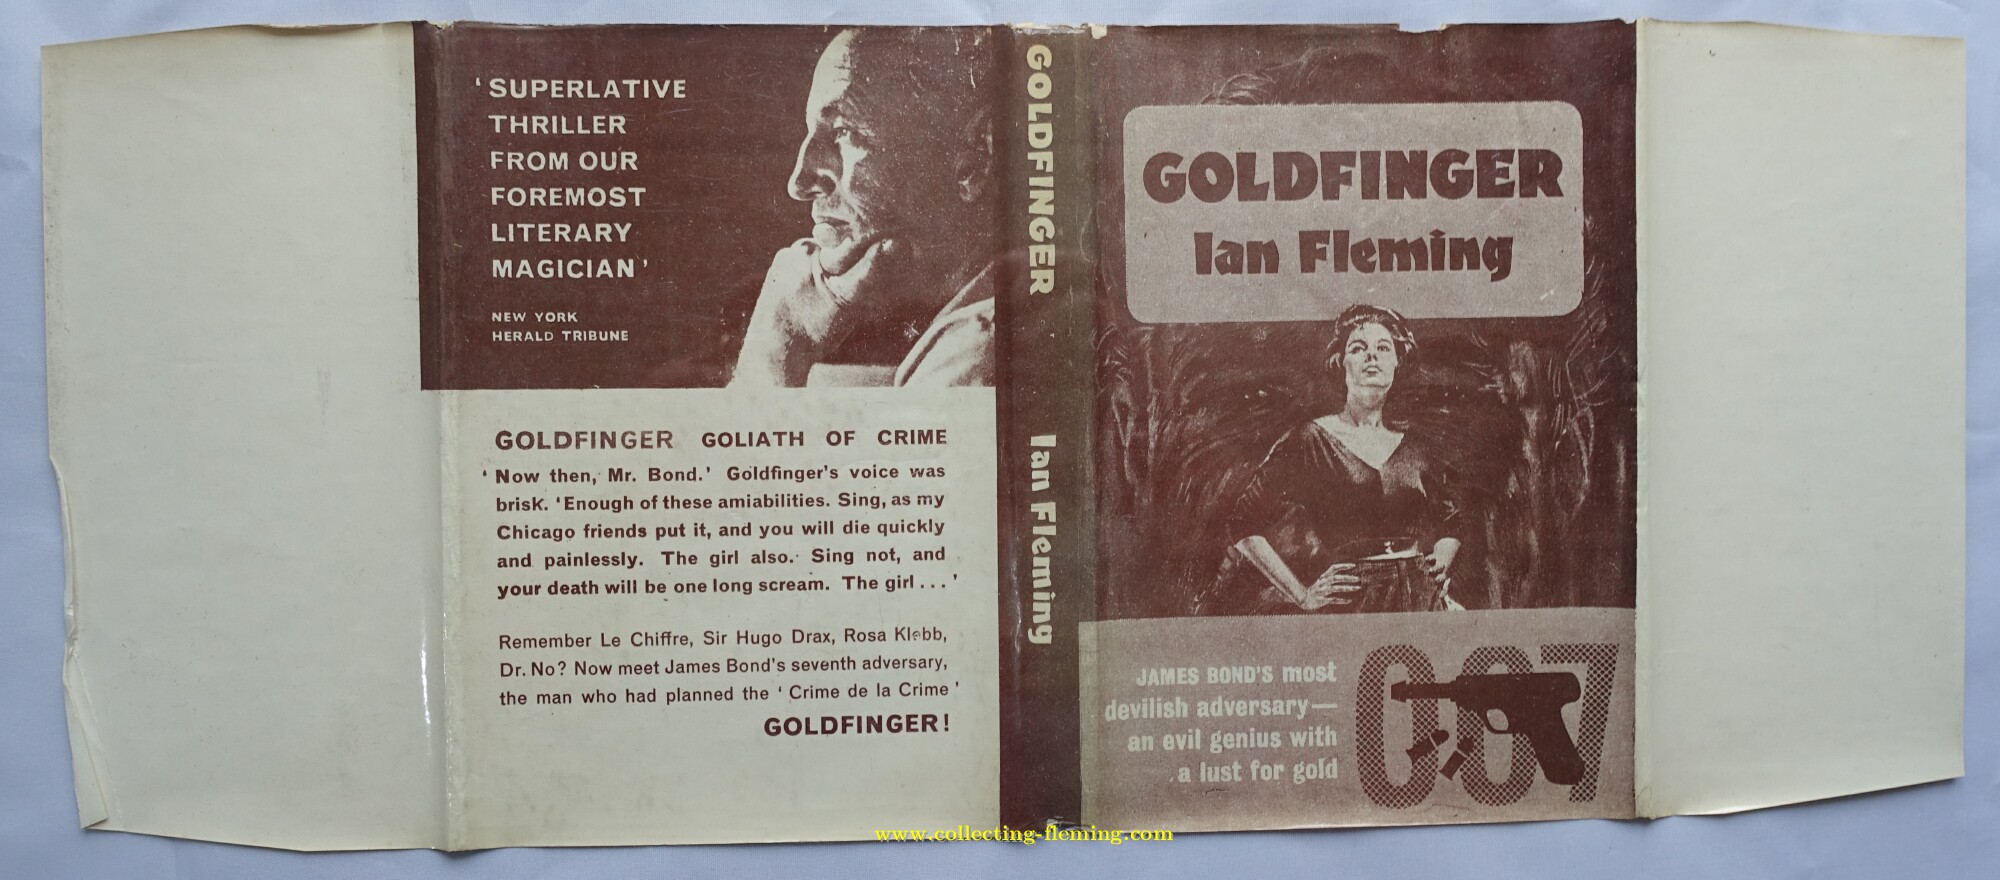 ‘SUPERLATIVE
THRILLER
FROM OUR
FOREMOST
LITERARY
MAGICIAN’
NEW YORK
HERALD TRIBUNE
GOLDFINGER GOLIATH OF CRIME
‘Now then, Mr. Bond.’ Goldfinger's voice was
brisk. ‘Enough of these amiabilities. Sing, as my
Chicago friends put it, and you will die quickly
and painlessly. The girl also. Sing not, and
your death will be one long scream. The girl . . .’
Remember Le Chiffre, Sir Hugo Drax, Rosa Klebb,
Dr. No? Now meet James Bond's seventh adversary,
the man who had planned the ‘Crime de la Crime’
GOLDFINGER!
GOLDFINGER Ian Fleming
GOLDFINGER
Ian Fleming
JAMES BOND'S most
devilish adversary—
an evil genius with
a lust for gold
007
www.collecting-fleming.com